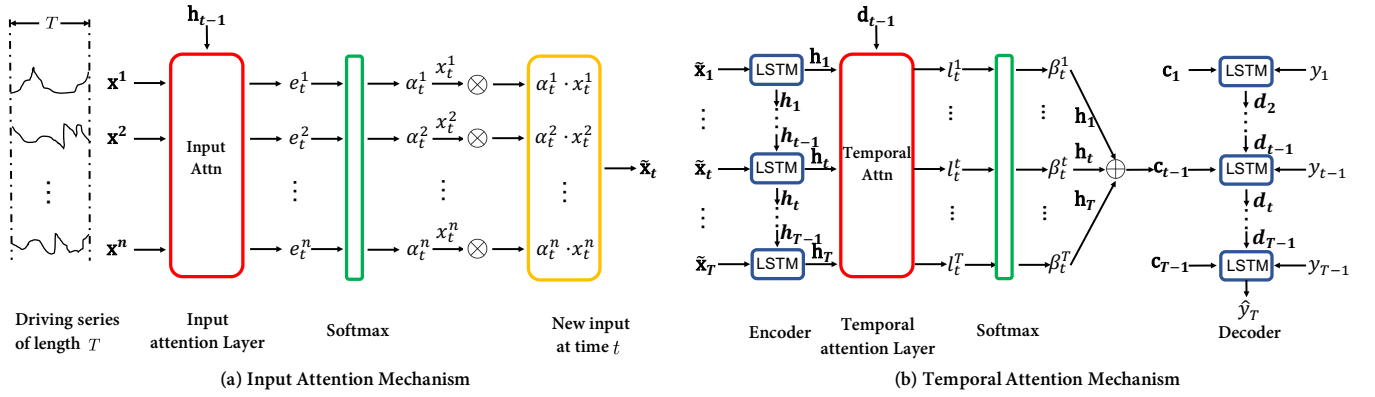 T
h_{t-1}
x^1
e_t^1
α_t^1
x_t^1
α_t^1 · x_t^1
x^2
Input
Attn
e_t^2
α_t^2
x_t^2
α_t^2 · x_t^2
x̃_t
x^n
e_t^n
α_t^n
x_t^n
α_t^n · x_t^n
Driving series
of length T
Input
attention Layer
Softmax
New input
at time t
(a) Input Attention Mechanism
d_{t-1}
x̃_1
LSTM
h_1
l_t^1
β_t^1
h_1
h_1
h_{t-1}
x̃_t
LSTM
h_t
Temporal
Attn
l_t^t
β_t^t
h_t
h_t
h_{T-1}
x̃_T
LSTM
h_T
l_t^T
β_t^T
h_T
c_1
LSTM
y_1
d_2
d_{t-1}
c_{t-1}
LSTM
y_{t-1}
d_t
d_{T-1}
c_{T-1}
LSTM
y_{T-1}
ŷ_T
Encoder
Temporal
attention Layer
Softmax
Decoder
(b) Temporal Attention Mechanism